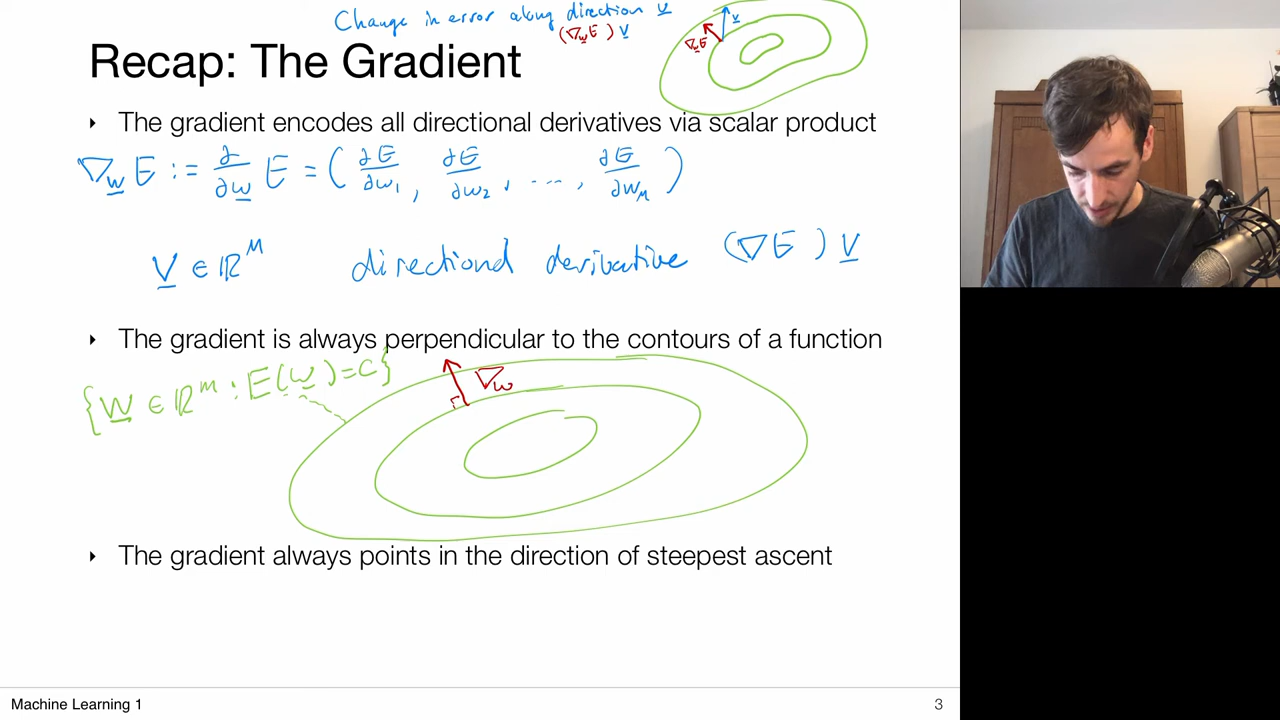 Change in error along direction v
(∇wE) v
v
∇wE
Recap: The Gradient
‣ The gradient encodes all directional derivatives via scalar product
∇w E := ∂/∂w E = ( ∂E/∂w1 , ∂E/∂w2 , ... , ∂E/∂wM )
v ∈ ℝ^M directional derivative (∇E) v
‣ The gradient is always perpendicular to the contours of a function
{w ∈ ℝ^M : E(w) = C}
∇w
‣ The gradient always points in the direction of steepest ascent
Machine Learning 1
3